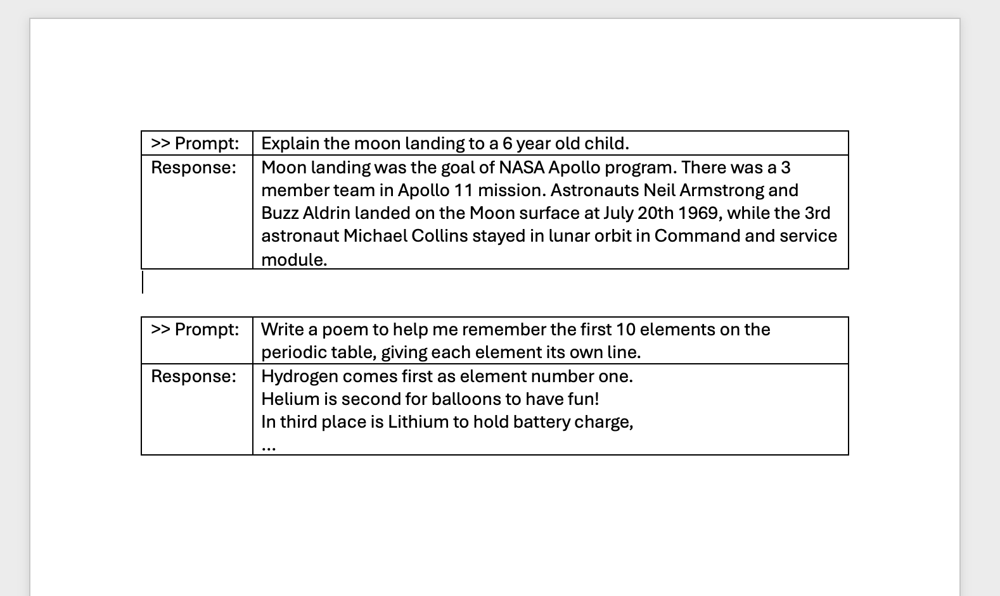 >> Prompt: Explain the moon landing to a 6 year old child.
Response: Moon landing was the goal of NASA Apollo program. There was a 3
member team in Apollo 11 mission. Astronauts Neil Armstrong and
Buzz Aldrin landed on the Moon surface at July 20th 1969, while the 3rd
astronaut Michael Collins stayed in lunar orbit in Command and service
module.
>> Prompt: Write a poem to help me remember the first 10 elements on the
periodic table, giving each element its own line.
Response: Hydrogen comes first as element number one.
Helium is second for balloons to have fun!
In third place is Lithium to hold battery charge,
...